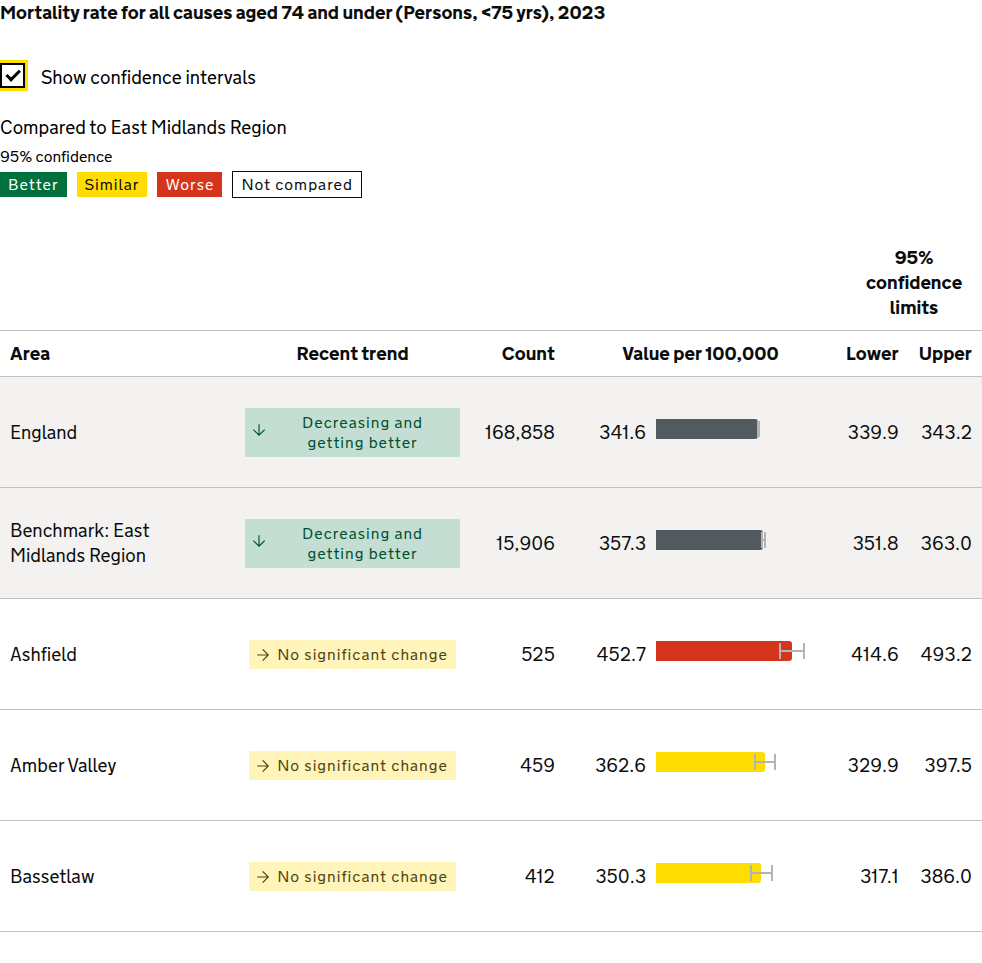 Mortality rate for all causes aged 74 and under (Persons, <75 yrs), 2023
Show confidence intervals
Compared to East Midlands Region
95% confidence
Better Similar Worse Not compared
95%
confidence
limits
Area Recent trend Count Value per 100,000 Lower Upper
England Decreasing and getting better 168,858 341.6 339.9 343.2
Benchmark: East Midlands Region Decreasing and getting better 15,906 357.3 351.8 363.0
Ashfield No significant change 525 452.7 414.6 493.2
Amber Valley No significant change 459 362.6 329.9 397.5
Bassetlaw No significant change 412 350.3 317.1 386.0